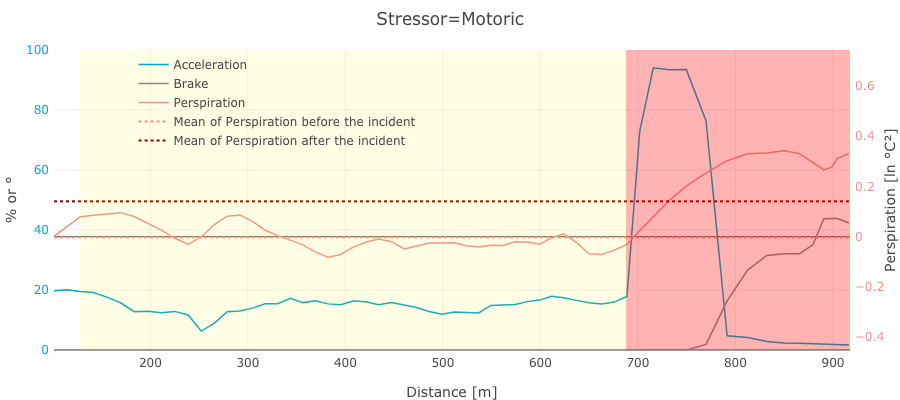 Stressor=Motoric
Acceleration
Brake
Perspiration
Mean of Perspiration before the incident
Mean of Perspiration after the incident
100
80
60
40
20
0
% or °
0.6
0.4
0.2
0
−0.2
−0.4
Perspiration [ln °C²]
200 300 400 500 600 700 800 900
Distance [m]